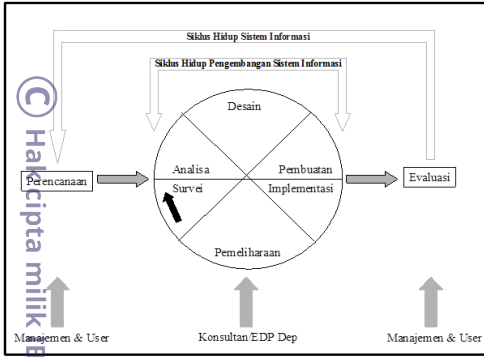 Siklus Hidup Sistem Informasi
Siklus Hidup Pengembangan Sistem Informasi
Desain
Analisa
Pembuatan
Perencanaan
Survei
Implementasi
Evaluasi
Pemeliharaan
Manajemen & User
Konsultan/EDP Dep
Manajemen & User
© Hak cipta milik IB